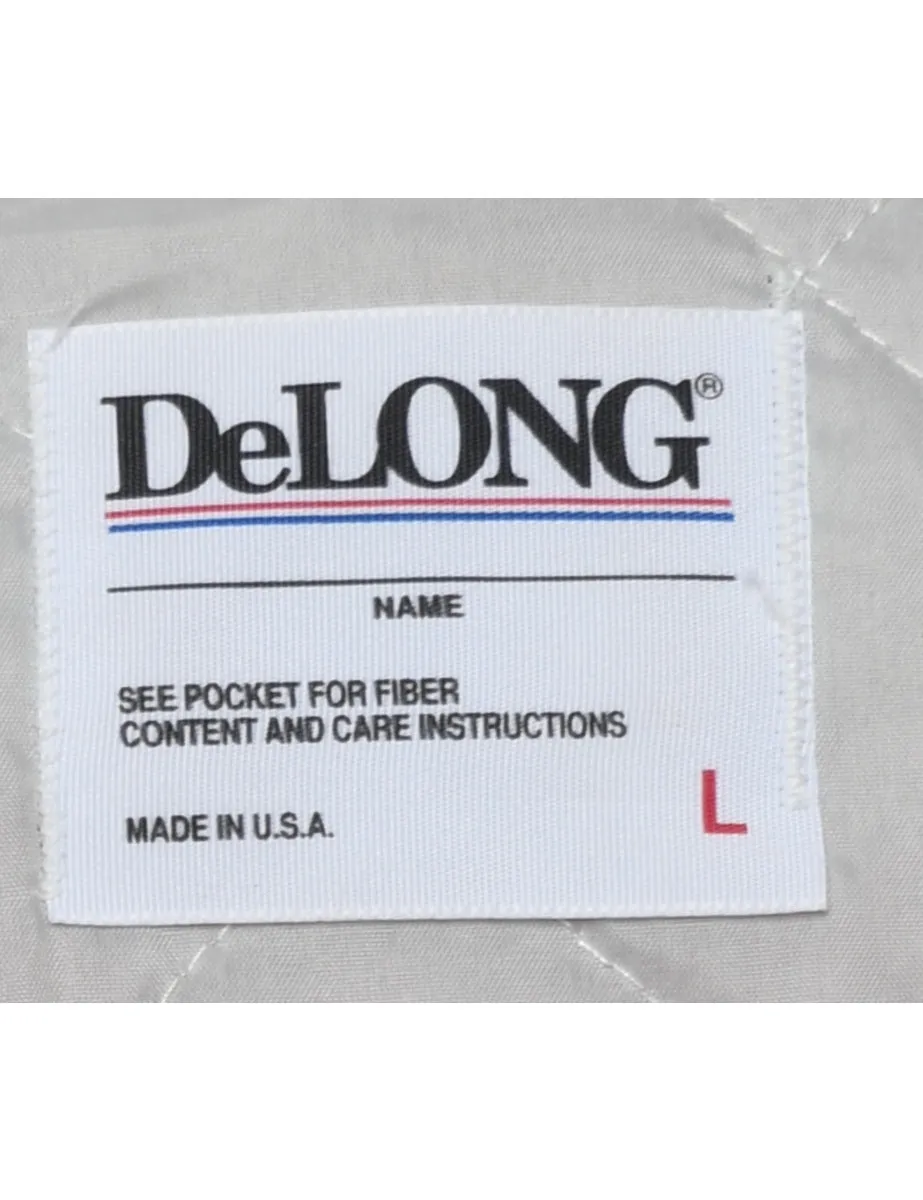 DeLONG®
NAME
SEE POCKET FOR FIBER
CONTENT AND CARE INSTRUCTIONS
MADE IN U.S.A.
L